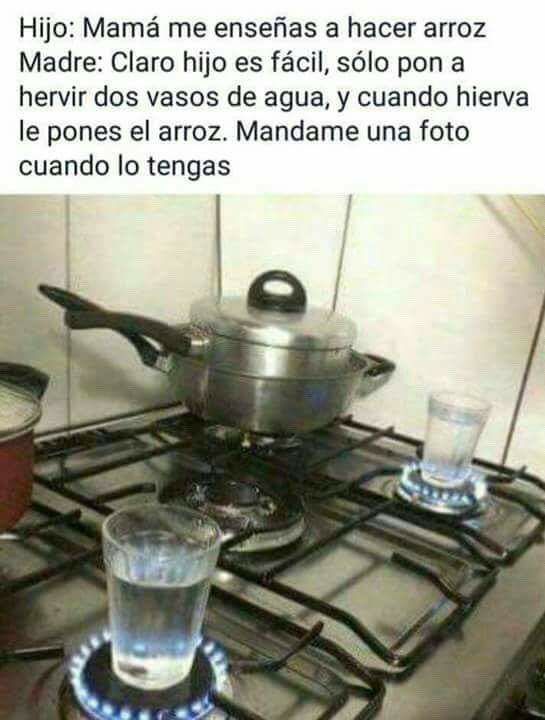 Hijo: Mamá me enseñas a hacer arroz
Madre: Claro hijo es fácil, sólo pon a
hervir dos vasos de agua, y cuando hierva
le pones el arroz. Mandame una foto
cuando lo tengas